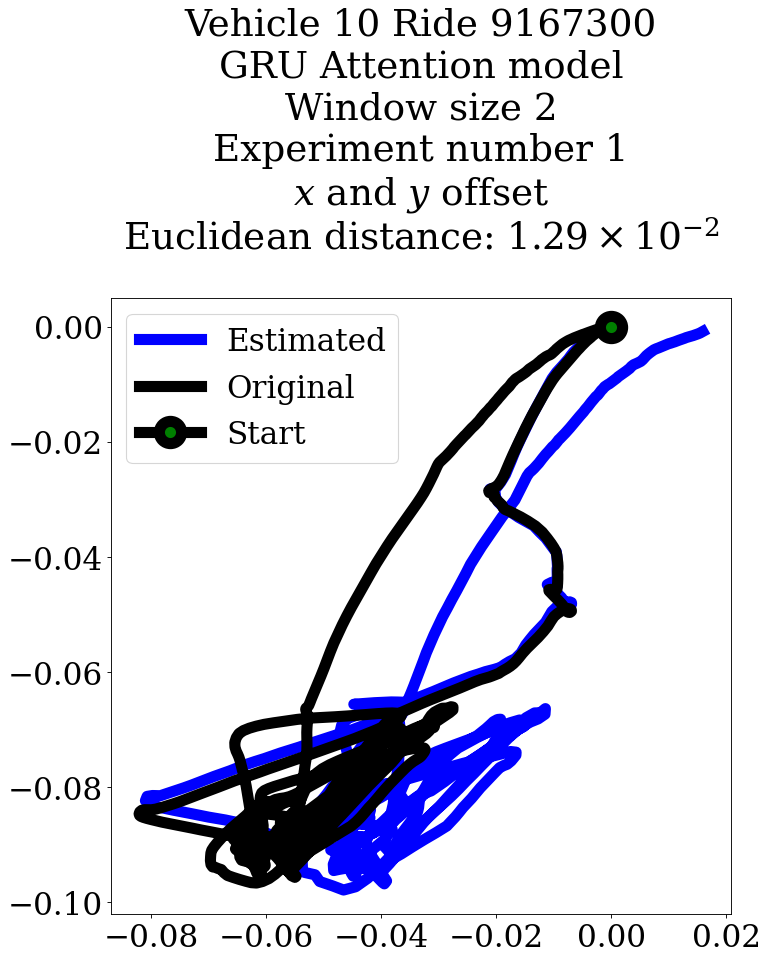 Vehicle 10 Ride 9167300
GRU Attention model
Window size 2
Experiment number 1
x and y offset
Euclidean distance: 1.29 × 10⁻²
Estimated
Original
Start
0.00
−0.02
−0.04
−0.06
−0.08
−0.10
−0.08 −0.06 −0.04 −0.02 0.00 0.02